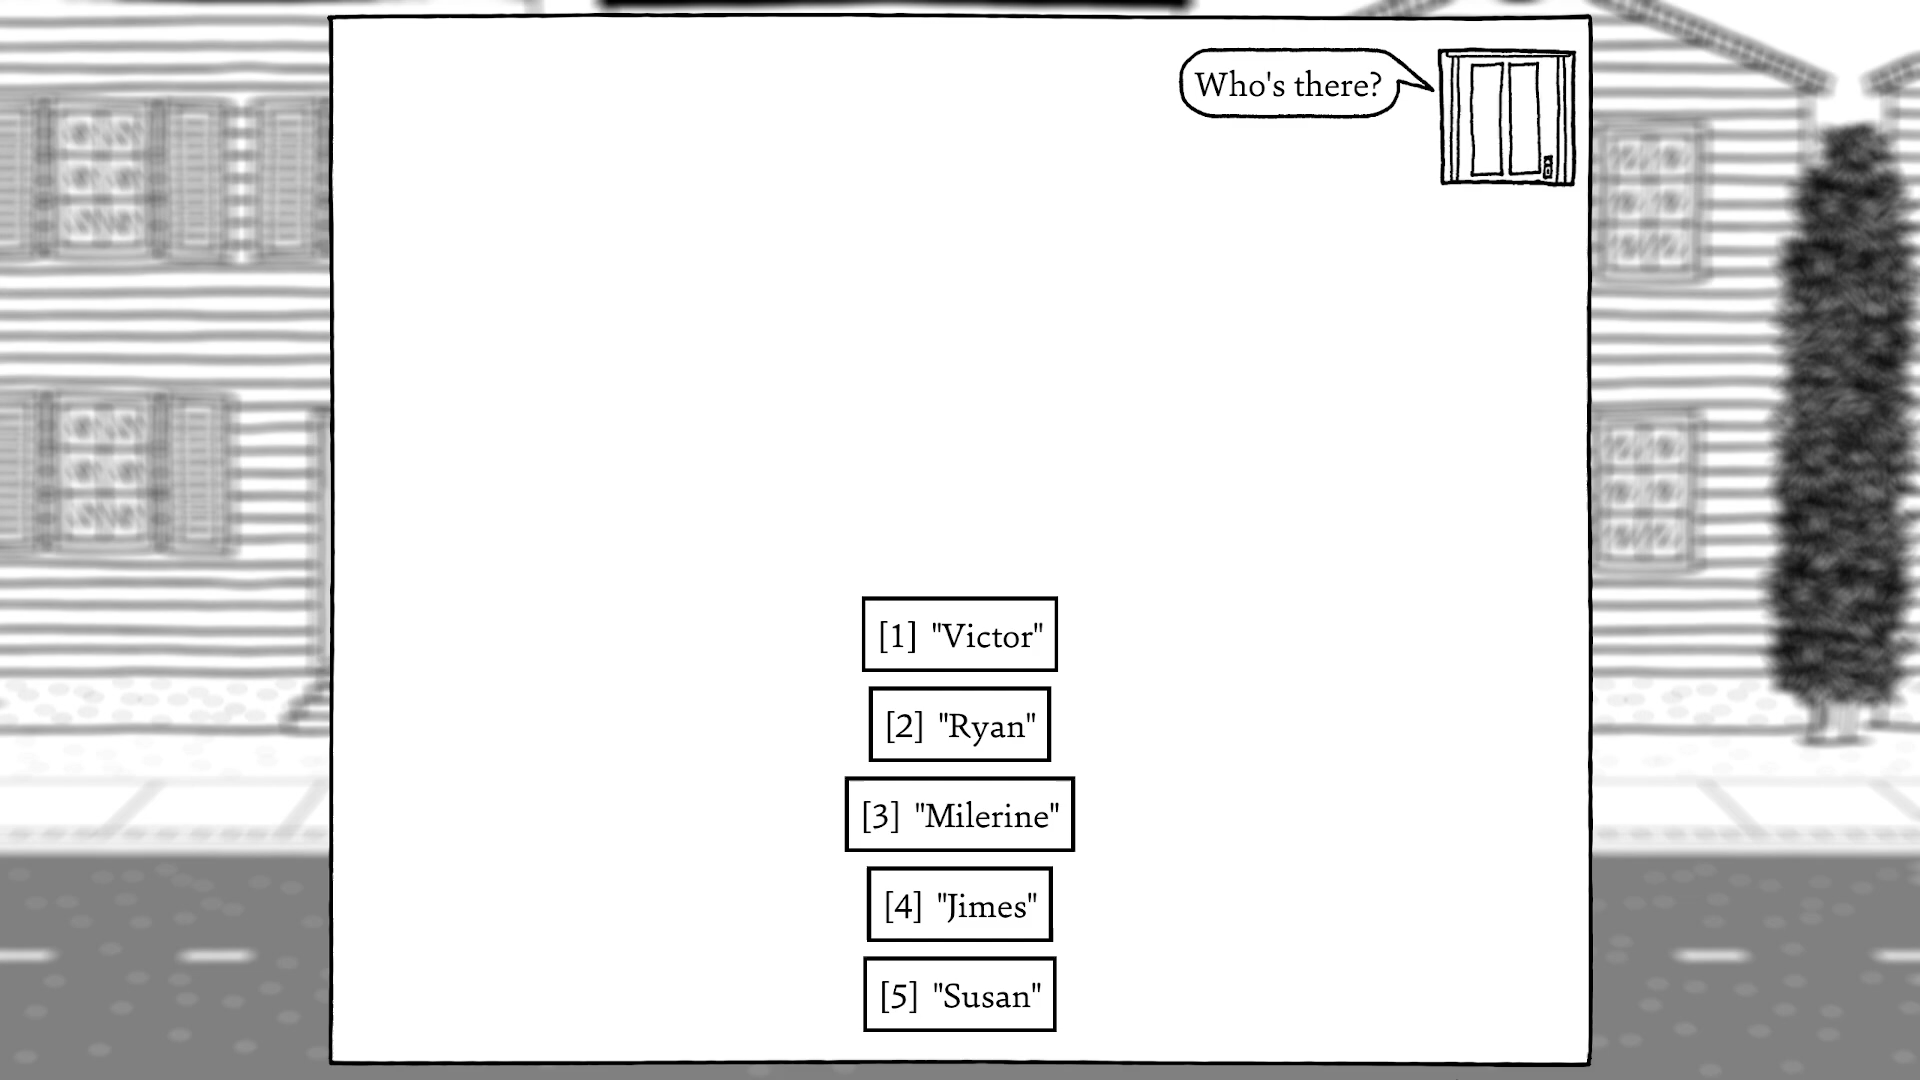 Who's there?
[1] "Victor"
[2] "Ryan"
[3] "Milerine"
[4] "Jimes"
[5] "Susan"